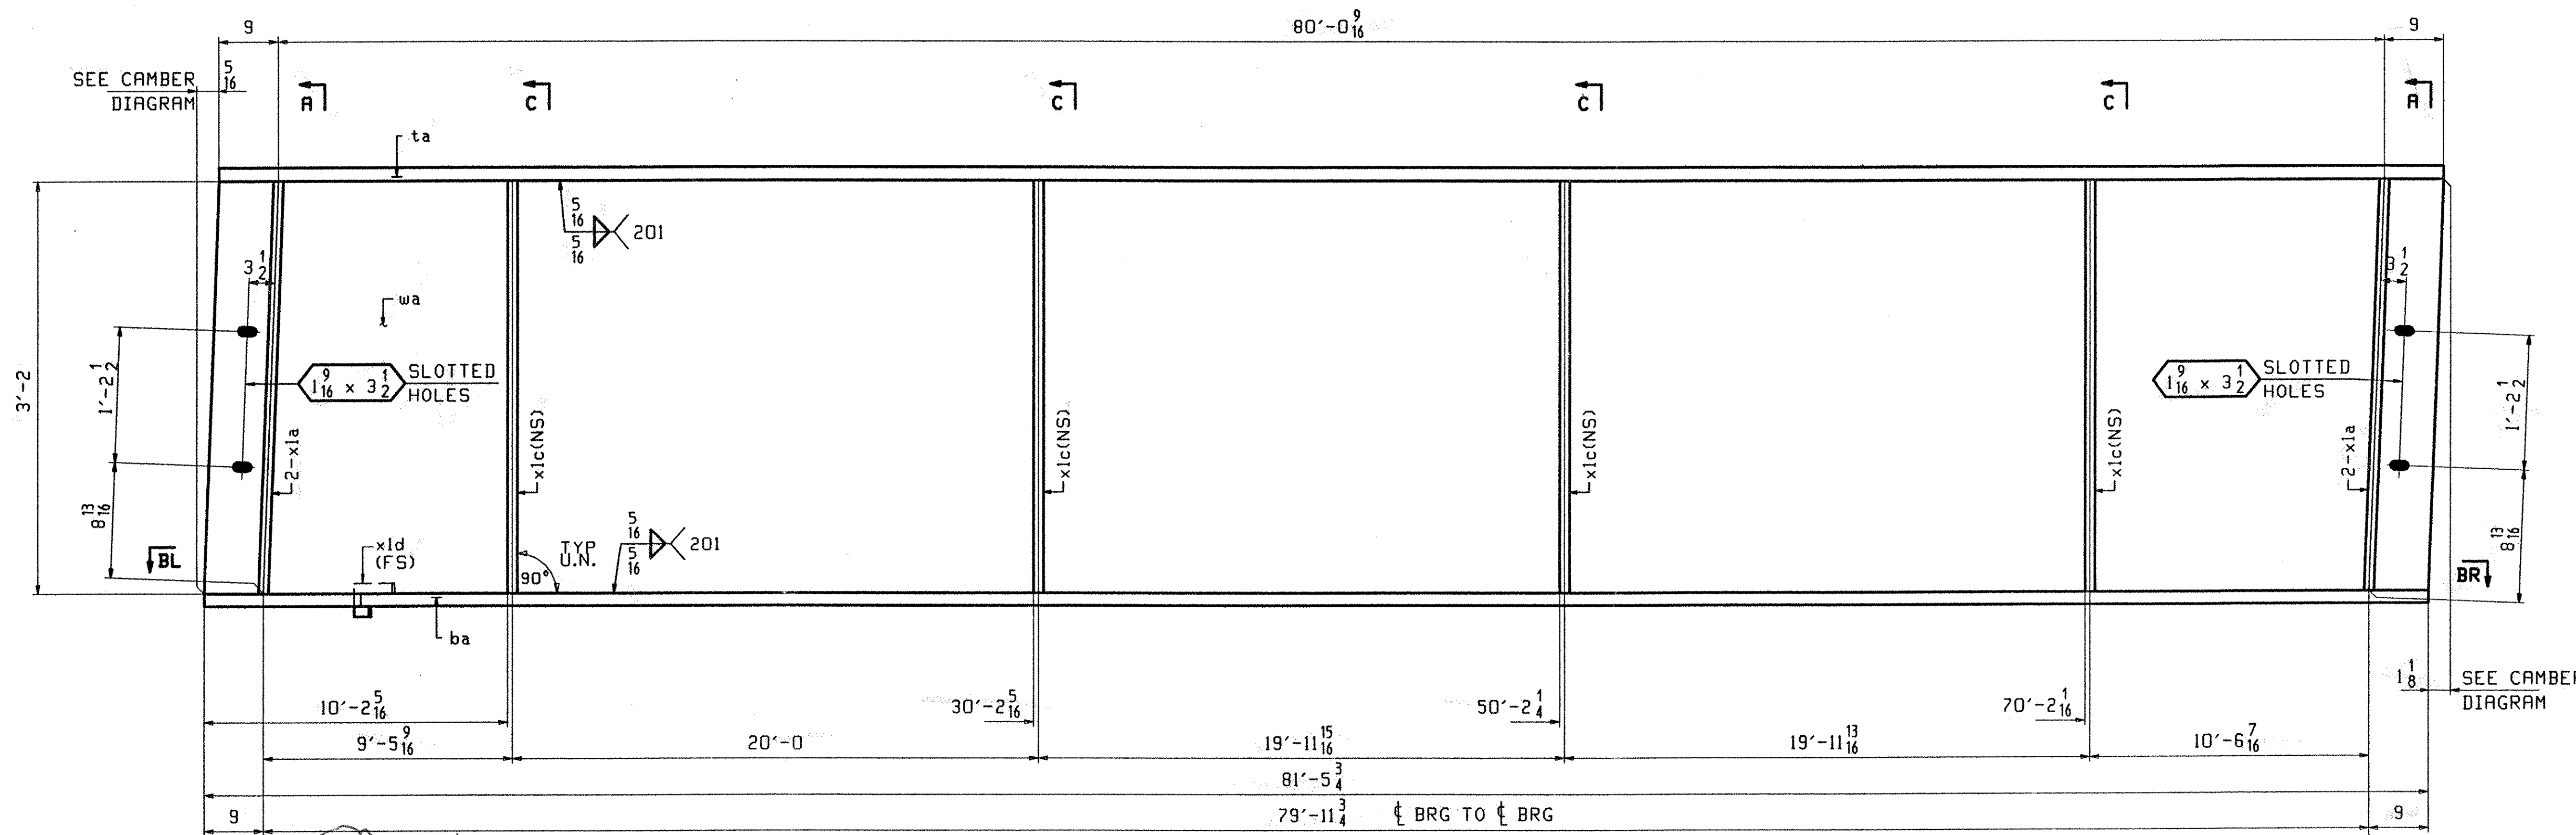 9
80'-0 9/16
9
SEE CAMBER DIAGRAM
5/16
A
C
C
C
C
A
ta
5/16
5/16
201
3 1/2
3 1/2
wa
1 9/16 x 3 1/2
SLOTTED
HOLES
1 9/16 x 3 1/2
SLOTTED
HOLES
3'-2
1'-2 1/2
1'-2 1/2
2-x1a
x1c(NS)
x1c(NS)
x1c(NS)
x1c(NS)
2-x1a
8 13/16
8 13/16
BL
x1d
(FS)
90°
TYP
U.N.
5/16
5/16
201
BR
ba
1 1/8
SEE CAMBER
DIAGRAM
10'-2 5/16
30'-2 5/16
50'-2 1/4
70'-2 1/16
9'-5 9/16
20'-0
19'-11 15/16
19'-11 13/16
10'-6 7/16
81'-5 3/4
9
79'-11 3/4
℄ BRG TO ℄ BRG
9